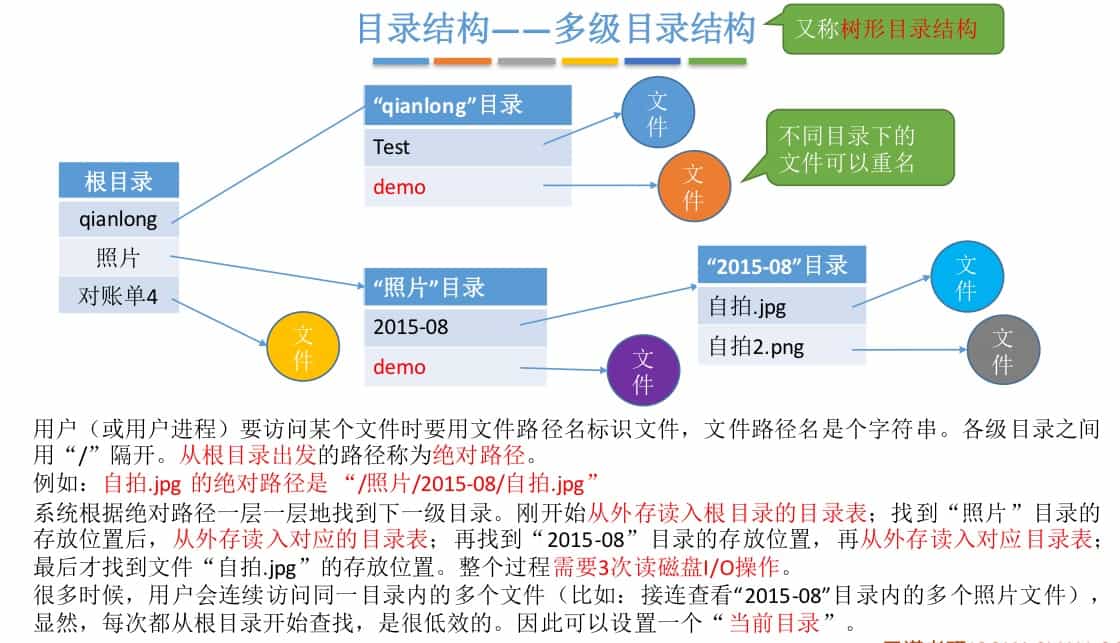 目录结构——多级目录结构
又称树形目录结构
“qianlong”目录
Test
demo
文
件
文
件
不同目录下的
文件可以重名
根目录
qianlong
照片
对账单4
文
件
“照片”目录
2015-08
demo
文
件
“2015-08”目录
自拍.jpg
自拍2.png
文
件
文
件
用户（或用户进程）要访问某个文件时要用文件路径名标识文件，文件路径名是个字符串。各级目录之间
用“/”隔开。从根目录出发的路径称为绝对路径。
例如：自拍.jpg 的绝对路径是 “/照片/2015-08/自拍.jpg”
系统根据绝对路径一层一层地找到下一级目录。刚开始从外存读入根目录的目录表；找到“照片”目录的
存放位置后，从外存读入对应的目录表；再找到“2015-08”目录的存放位置，再从外存读入对应目录表；
最后才找到文件“自拍.jpg”的存放位置。整个过程需要3次读磁盘I/O操作。
很多时候，用户会连续访问同一目录内的多个文件（比如：接连查看“2015-08”目录内的多个照片文件），
显然，每次都从根目录开始查找，是很低效的。因此可以设置一个“当前目录”。